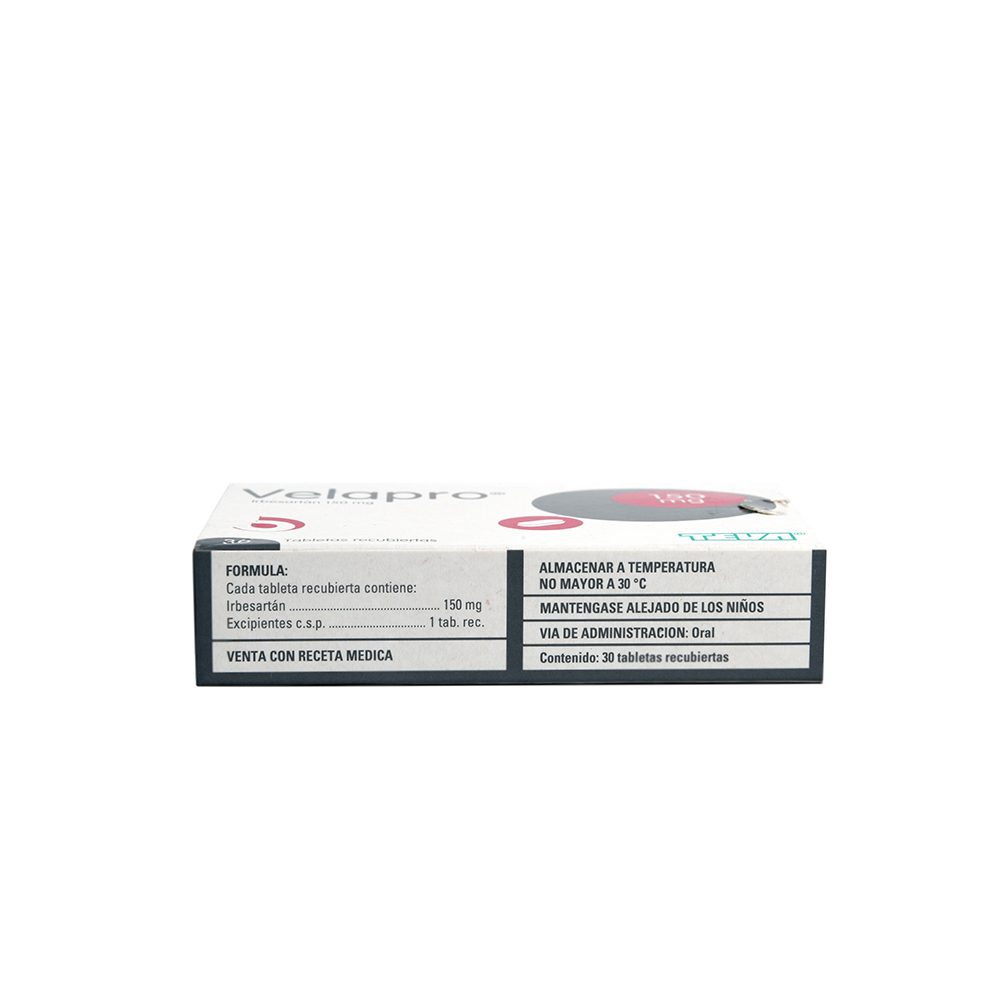 Velapro®
Irbesartán 150 mg
150
mg
30
Tabletas recubiertas
TEVA®
FORMULA:
Cada tableta recubierta contiene:
Irbesartán ................................................. 150 mg
Excipientes c.s.p. ............................... 1 tab. rec.
VENTA CON RECETA MEDICA
ALMACENAR A TEMPERATURA
NO MAYOR A 30 °C
MANTENGASE ALEJADO DE LOS NIÑOS
VIA DE ADMINISTRACION: Oral
Contenido: 30 tabletas recubiertas